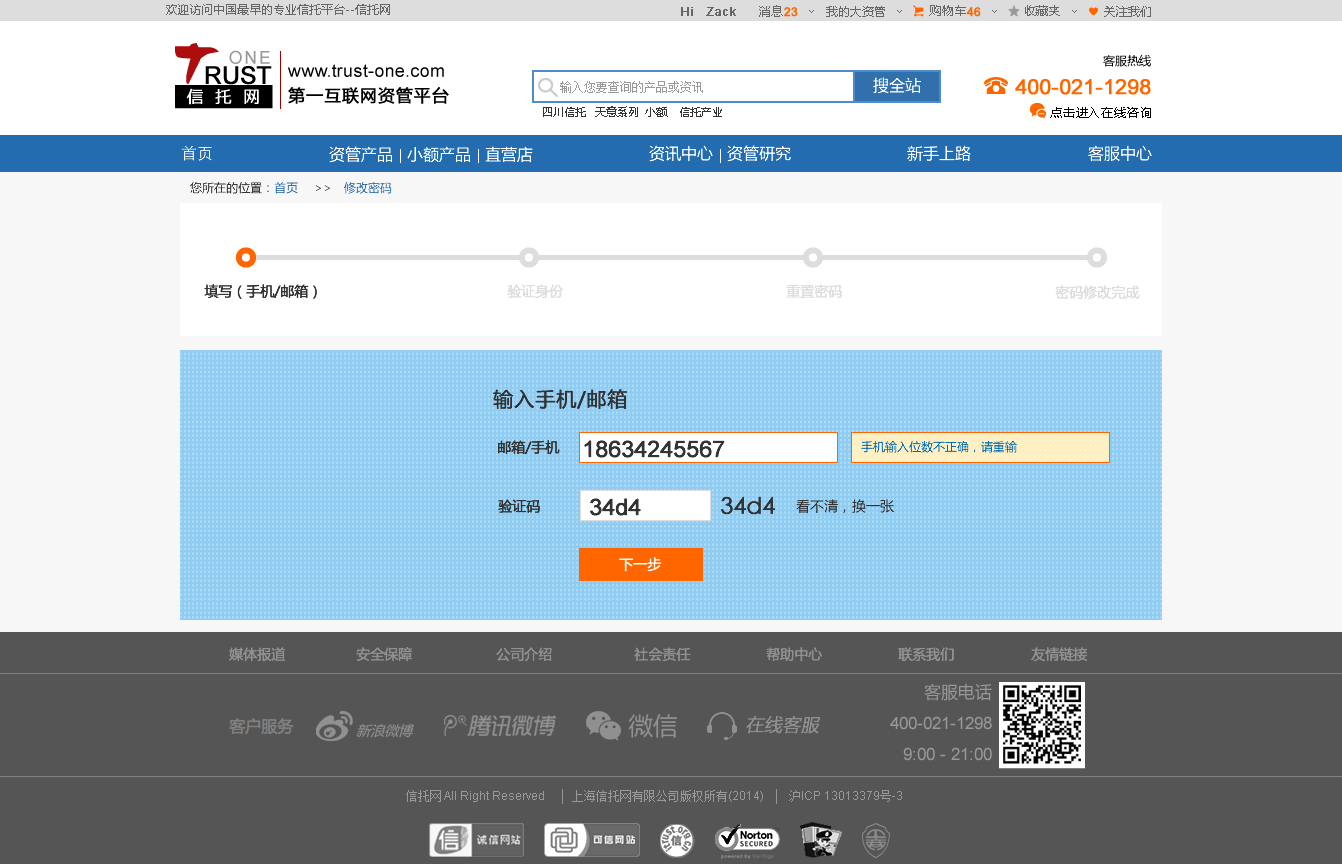 欢迎访问中国最早的专业信托平台--信托网 Hi Zack 消息23 我的大资管 购物车46 收藏夹 关注我们
ONE
TRUST
信托网
www.trust-one.com
第一互联网资管平台
输入您要查询的产品或资讯 搜全站
四川信托 天意系列 小额 信托产业
客服热线
400-021-1298
点击进入在线咨询
首页 资管产品 | 小额产品 | 直营店 资讯中心 | 资管研究 新手上路 客服中心
您所在的位置：首页 >> 修改密码
填写（手机/邮箱） 验证身份 重置密码 密码修改完成
输入手机/邮箱
邮箱/手机 18634245567 手机输入位数不正确，请重输
验证码 34d4 34d4 看不清，换一张
下一步
媒体报道 安全保障 公司介绍 社会责任 帮助中心 联系我们 友情链接
客户服务 新浪微博 腾讯微博 微信 在线客服
客服电话
400-021-1298
9:00 - 21:00
信托网 All Right Reserved | 上海信托网有限公司版权所有(2014) | 沪ICP 13013379号-3
信 诚信网站 可信网站 TRUST.ORG.CN 信 Norton SECURED
powered by VeriSign